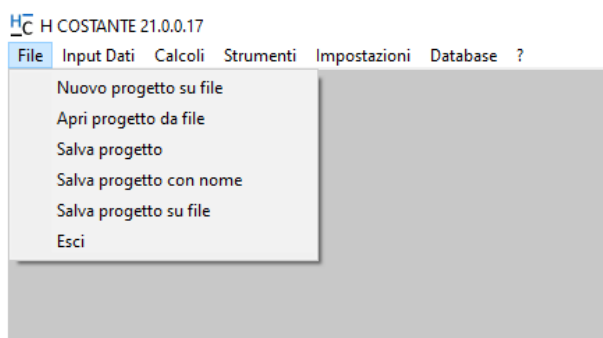 HC H COSTANTE 21.0.0.17
File Input Dati Calcoli Strumenti Impostazioni Database ?
Nuovo progetto su file
Apri progetto da file
Salva progetto
Salva progetto con nome
Salva progetto su file
Esci